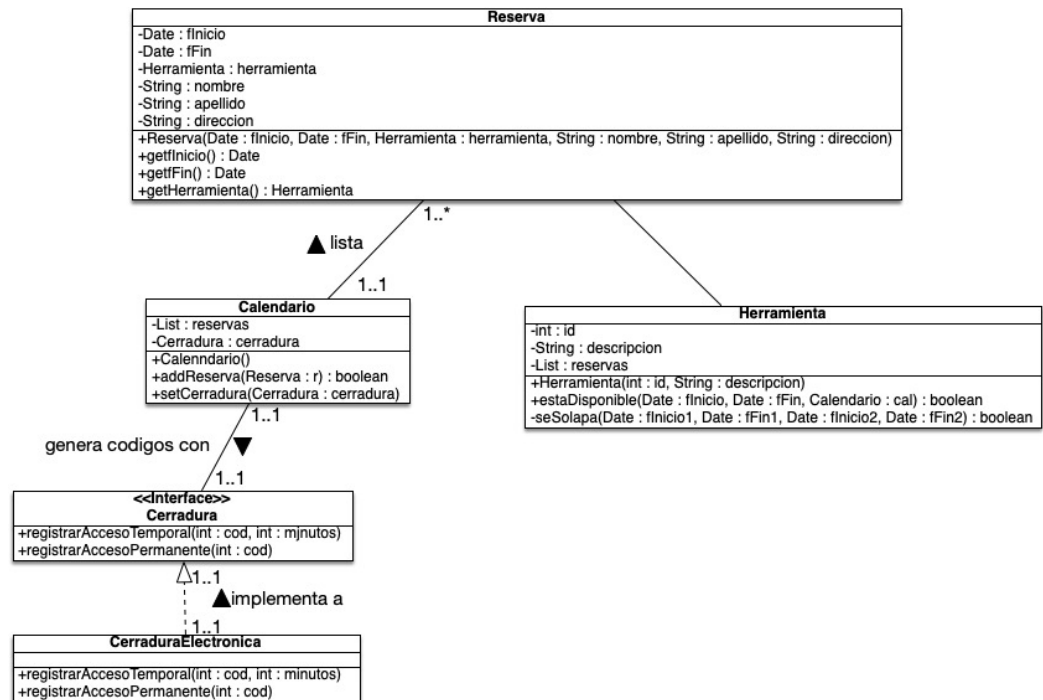 Reserva
-Date : fInicio
-Date : fFin
-Herramienta : herramienta
-String : nombre
-String : apellido
-String : direccion
+Reserva(Date : fInicio, Date : fFin, Herramienta : herramienta, String : nombre, String : apellido, String : direccion)
+getfInicio() : Date
+getfFin() : Date
+getHerramienta() : Herramienta
1..*
lista
1..1
Calendario
-List : reservas
-Cerradura : cerradura
+Calenndario()
+addReserva(Reserva : r) : boolean
+setCerradura(Cerradura : cerradura)
Herramienta
-int : id
-String : descripcion
-List : reservas
+Herramienta(int : id, String : descripcion)
+estaDisponible(Date : fInicio, Date : fFin, Calendario : cal) : boolean
-seSolapa(Date : fInicio1, Date : fFin1, Date : fInicio2, Date : fFin2) : boolean
1..1
genera codigos con
1..1
<<Interface>>
Cerradura
+registrarAccesoTemporal(int : cod, int : mjnutos)
+registrarAccesoPermanente(int : cod)
1..1
implementa a
1..1
CerraduraElectronica
+registrarAccesoTemporal(int : cod, int : minutos)
+registrarAccesoPermanente(int : cod)